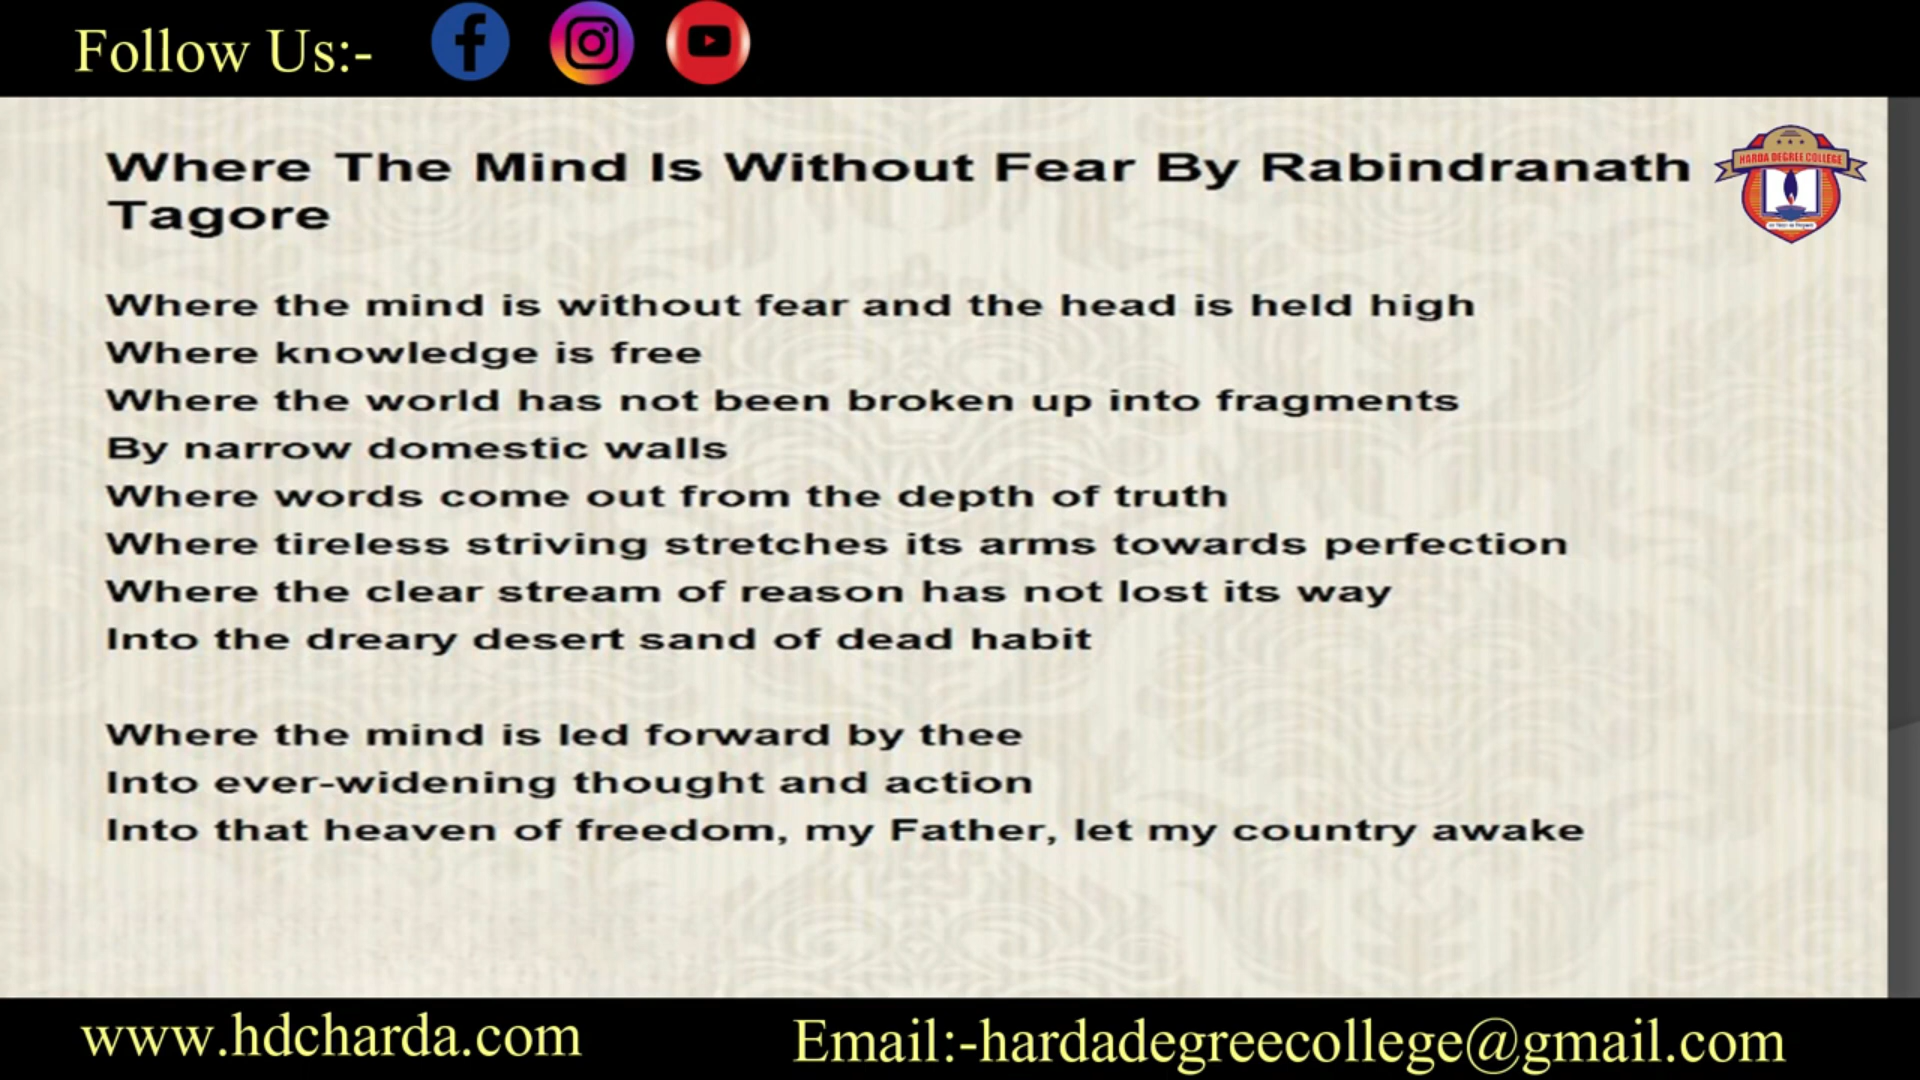 Follow Us:-
Where The Mind Is Without Fear By Rabindranath
Tagore
HARDA DEGREE COLLEGE
Where the mind is without fear and the head is held high
Where knowledge is free
Where the world has not been broken up into fragments
By narrow domestic walls
Where words come out from the depth of truth
Where tireless striving stretches its arms towards perfection
Where the clear stream of reason has not lost its way
Into the dreary desert sand of dead habit
Where the mind is led forward by thee
Into ever-widening thought and action
Into that heaven of freedom, my Father, let my country awake
www.hdcharda.com
Email:-hardadegreecollege@gmail.com